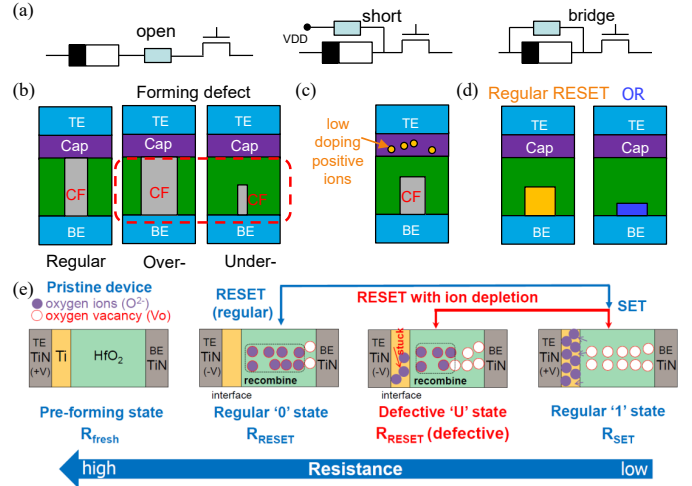 (a)
open
short
bridge
VDD
(b)
Forming defect
(c)
(d)
Regular RESET OR
TE
Cap
CF
BE
Regular
TE
Cap
CF
BE
Over-
TE
Cap
CF
BE
Under-
low
doping
positive
ions
TE
Cap
CF
BE
TE
Cap
BE
TE
Cap
BE
(e)
Pristine device
oxygen ions (O²⁻)
oxygen vacancy (Vo)
RESET
(regular)
RESET with ion depletion
SET
TE
TiN
(+V)
Ti
HfO₂
BE
TiN
TE
TiN
(-V)
recombine
BE
TiN
interface
TE
TiN
(-V)
stuck
recombine
BE
TiN
interface
TE
TiN
(+V)
BE
TiN
Pre-forming state
R_fresh
Regular '0' state
R_RESET
Defective 'U' state
R_RESET (defective)
Regular '1' state
R_SET
Resistance
high
low